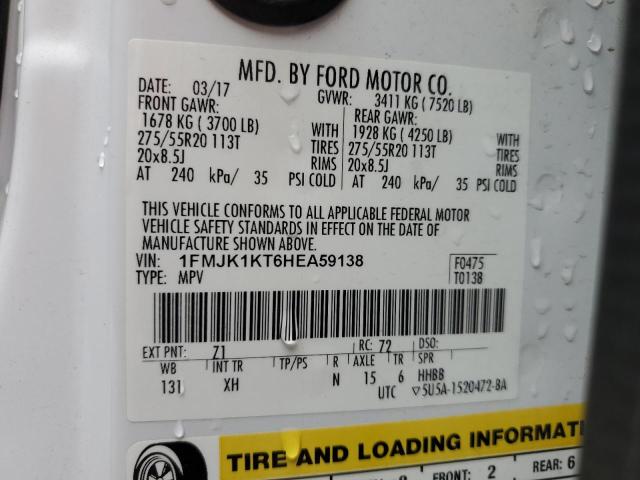 MFD. BY FORD MOTOR CO.
DATE: 03/17 GVWR: 3411 KG ( 7520 LB)
FRONT GAWR: REAR GAWR:
1678 KG ( 3700 LB) WITH 1928 KG ( 4250 LB) WITH
275/55R20 113T TIRES 275/55R20 113T TIRES
20x8.5J RIMS 20x8.5J RIMS
AT 240 kPa/ 35 PSI COLD AT 240 kPa/ 35 PSI COLD
THIS VEHICLE CONFORMS TO ALL APPLICABLE FEDERAL MOTOR
VEHICLE SAFETY STANDARDS IN EFFECT ON THE DATE OF
MANUFACTURE SHOWN ABOVE.
VIN: 1FMJK1KT6HEA59138 F0475
TYPE: MPV T0138
EXT PNT: Z1 RC: 72 DSO:
WB INT TR TP/PS R AXLE TR SPR
131 XH N 15 6 HHBB
UTC ▽5U5A-1520472-BA
TIRE AND LOADING INFORMATI
FRONT: 2 REAR: 6